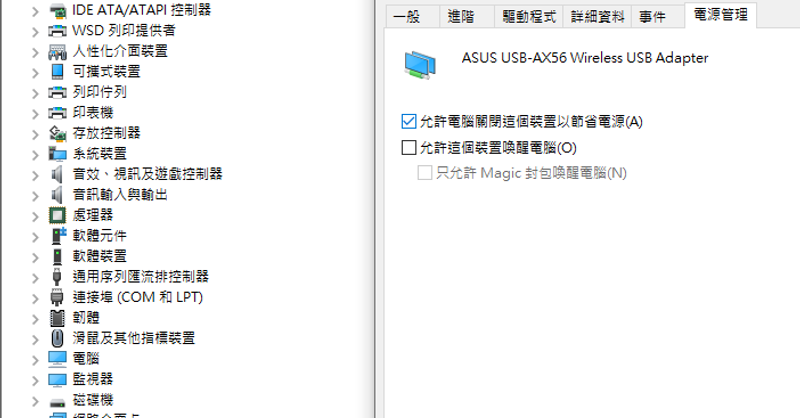 IDE ATA/ATAPI 控制器
WSD 列印提供者
人性化介面裝置
可攜式裝置
列印佇列
印表機
存放控制器
系統裝置
音效、視訊及遊戲控制器
音訊輸入與輸出
處理器
軟體元件
軟體裝置
通用序列匯流排控制器
連接埠 (COM 和 LPT)
韌體
滑鼠及其他指標裝置
電腦
監視器
磁碟機
網路介面卡
一般 進階 驅動程式 詳細資料 事件 電源管理
ASUS USB-AX56 Wireless USB Adapter
允許電腦關閉這個裝置以節省電源(A)
允許這個裝置喚醒電腦(O)
只允許 Magic 封包喚醒電腦(N)